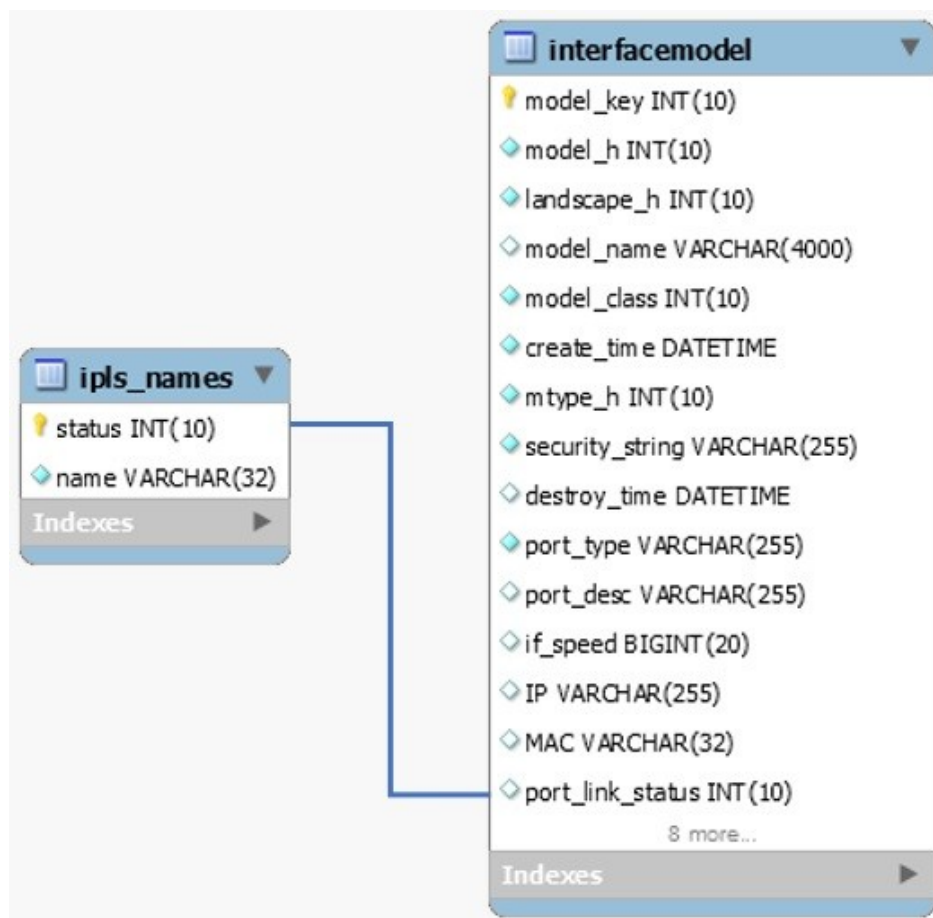 interfacemodel
model_key INT(10)
model_h INT(10)
landscape_h INT(10)
model_name VARCHAR(4000)
model_class INT(10)
create_time DATETIME
mtype_h INT(10)
security_string VARCHAR(255)
destroy_time DATETIME
port_type VARCHAR(255)
port_desc VARCHAR(255)
if_speed BIGINT(20)
IP VARCHAR(255)
MAC VARCHAR(32)
port_link_status INT(10)
8 more...
Indexes
ipls_names
status INT(10)
name VARCHAR(32)
Indexes